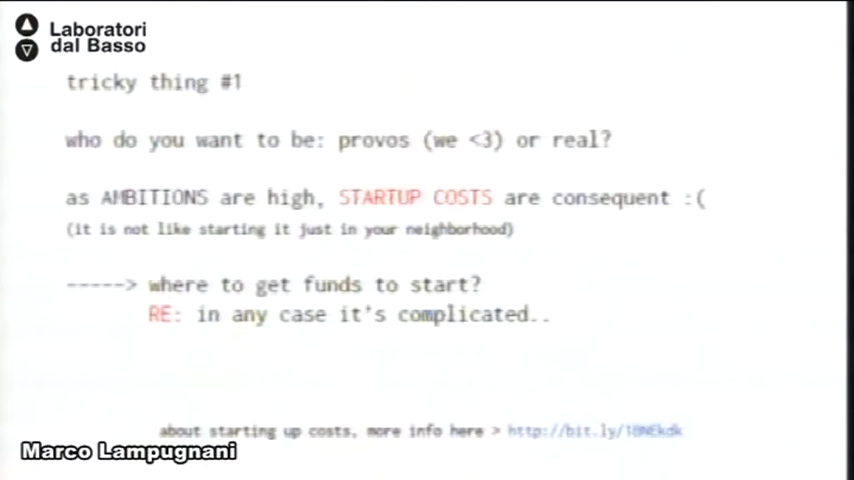 Laboratori
dal Basso
tricky thing #1
who do you want to be: provos (we <3) or real?
as AMBITIONS are high, STARTUP COSTS are consequent :(
(it is not like starting it just in your neighborhood)
-----> where to get funds to start?
RE: in any case it's complicated..
about starting up costs, more info here >
Marco Lampugnani